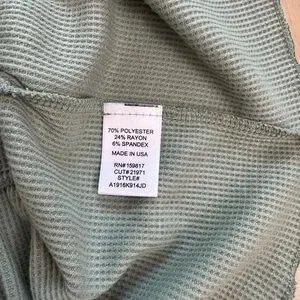 70% POLYESTER
24% RAYON
6% SPANDEX
MADE IN USA
RN# 159817
CUT# 21971
STYLE#
A1916K914JD